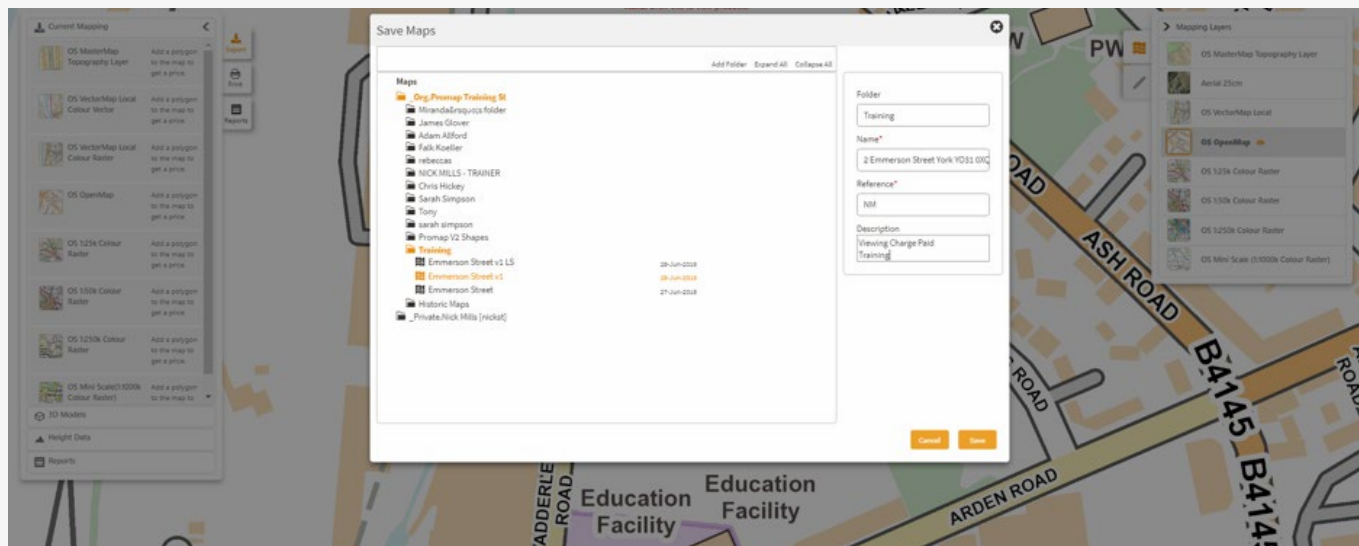 Current Mapping
OS MasterMap
Topography Layer
Add a polygon
to the map to
get a price.
OS VectorMap Local
Colour Vector
Add a polygon
to the map to
get a price.
OS VectorMap Local
Colour Raster
Add a polygon
to the map to
get a price.
OS OpenMap
Add a polygon
to the map to
get a price.
OS 1:25k Colour
Raster
Add a polygon
to the map to
get a price.
OS 1:50k Colour
Raster
Add a polygon
to the map to
get a price.
OS 1:250k Colour
Raster
Add a polygon
to the map to
get a price.
OS Mini Scale(1:1000k
Colour Raster)
Add a polygon
to the map to
3D Models
Height Data
Reports
Export
Print
Reports
Save Maps
Add Folder Expand All Collapse All
Maps
_Org.Promap Training St
Miranda&rsquo;s folder
James Glover
Adam Allford
Falk Koeller
rebeccas
NICK MILLS - TRAINER
Chris Hickey
Sarah Simpson
Tony
sarah simpson
Promap V2 Shapes
Training
Emmerson Street v1 LS 28-Jun-2019
Emmerson Street v1 28-Jun-2019
Emmerson Street 27-Jun-2019
Historic Maps
_Private.Nick Mills [nickst]
Folder
Training
Name*
2 Emmerson Street York YO31 0XQ
Reference*
NM
Description
Viewing Charge Paid
Training
Cancel Save
Mapping Layers
OS MasterMap Topography Layer
Aerial 25cm
OS VectorMap Local
OS OpenMap
OS 1:25k Colour Raster
OS 1:50k Colour Raster
OS 1:250k Colour Raster
OS Mini Scale (1:1000k Colour Raster)
PW
OAD
ASH ROAD
B4145
ROAD
ROAD
ARDEN ROAD
B4145
ADDERLE
ROAD
Education
Facility
Education
Facility